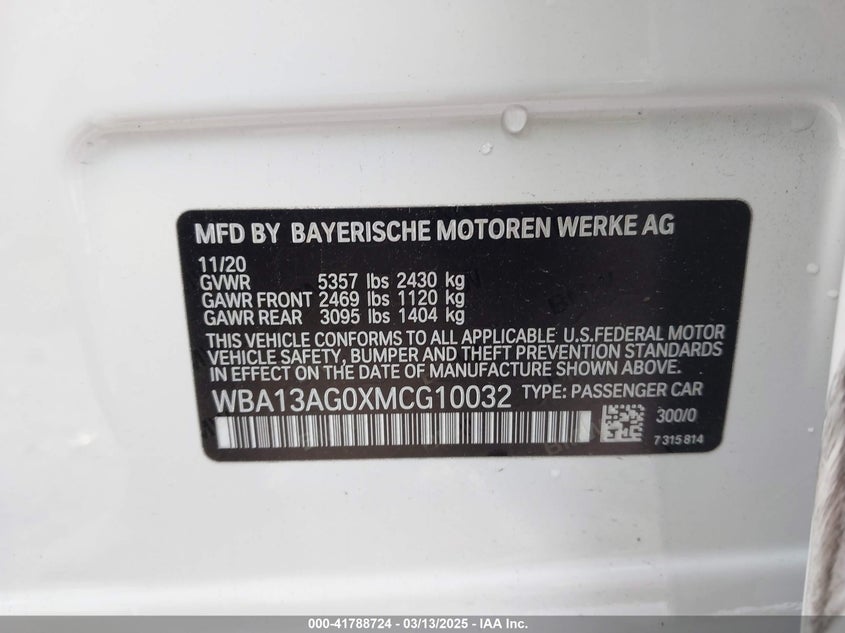 MFD BY BAYERISCHE MOTOREN WERKE AG
11/20
GVWR 5357 lbs 2430 kg
GAWR FRONT 2469 lbs 1120 kg
GAWR REAR 3095 lbs 1404 kg
THIS VEHICLE CONFORMS TO ALL APPLICABLE U.S.FEDERAL MOTOR
VEHICLE SAFETY, BUMPER AND THEFT PREVENTION STANDARDS
IN EFFECT ON THE DATE OF MANUFACTURE SHOWN ABOVE.
WBA13AG0XMCG10032 TYPE: PASSENGER CAR
300/0
7 315 814
000-41788724 / 03/13/2025 - IAA Inc.